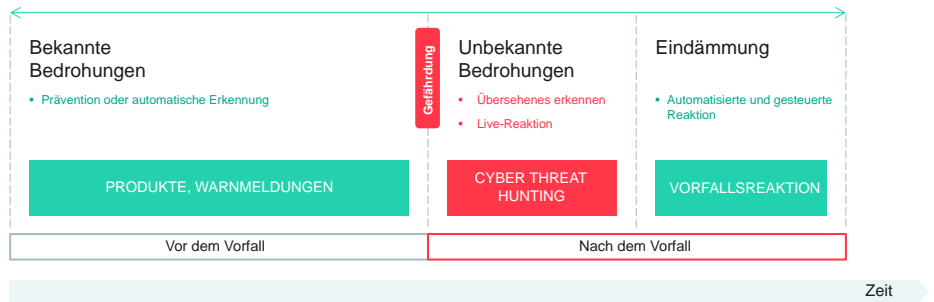 Bekannte
Bedrohungen
• Prävention oder automatische Erkennung
PRODUKTE, WARNMELDUNGEN
Gefährdung
Unbekannte
Bedrohungen
• Übersehenes erkennen
• Live-Reaktion
CYBER THREAT
HUNTING
Eindämmung
• Automatisierte und gesteuerte
Reaktion
VORFALLSREAKTION
Vor dem Vorfall
Nach dem Vorfall
Zeit